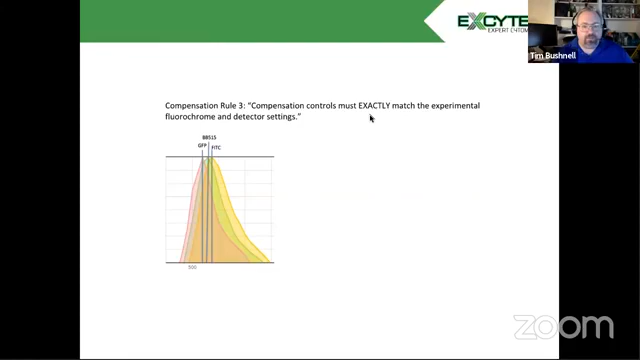 EXCYTE
EXPERT CYTOM
Tim Bushnell
Compensation Rule 3: “Compensation controls must EXACTLY match the experimental
fluorochrome and detector settings.”
BB515
GFP
FITC
500
zoom